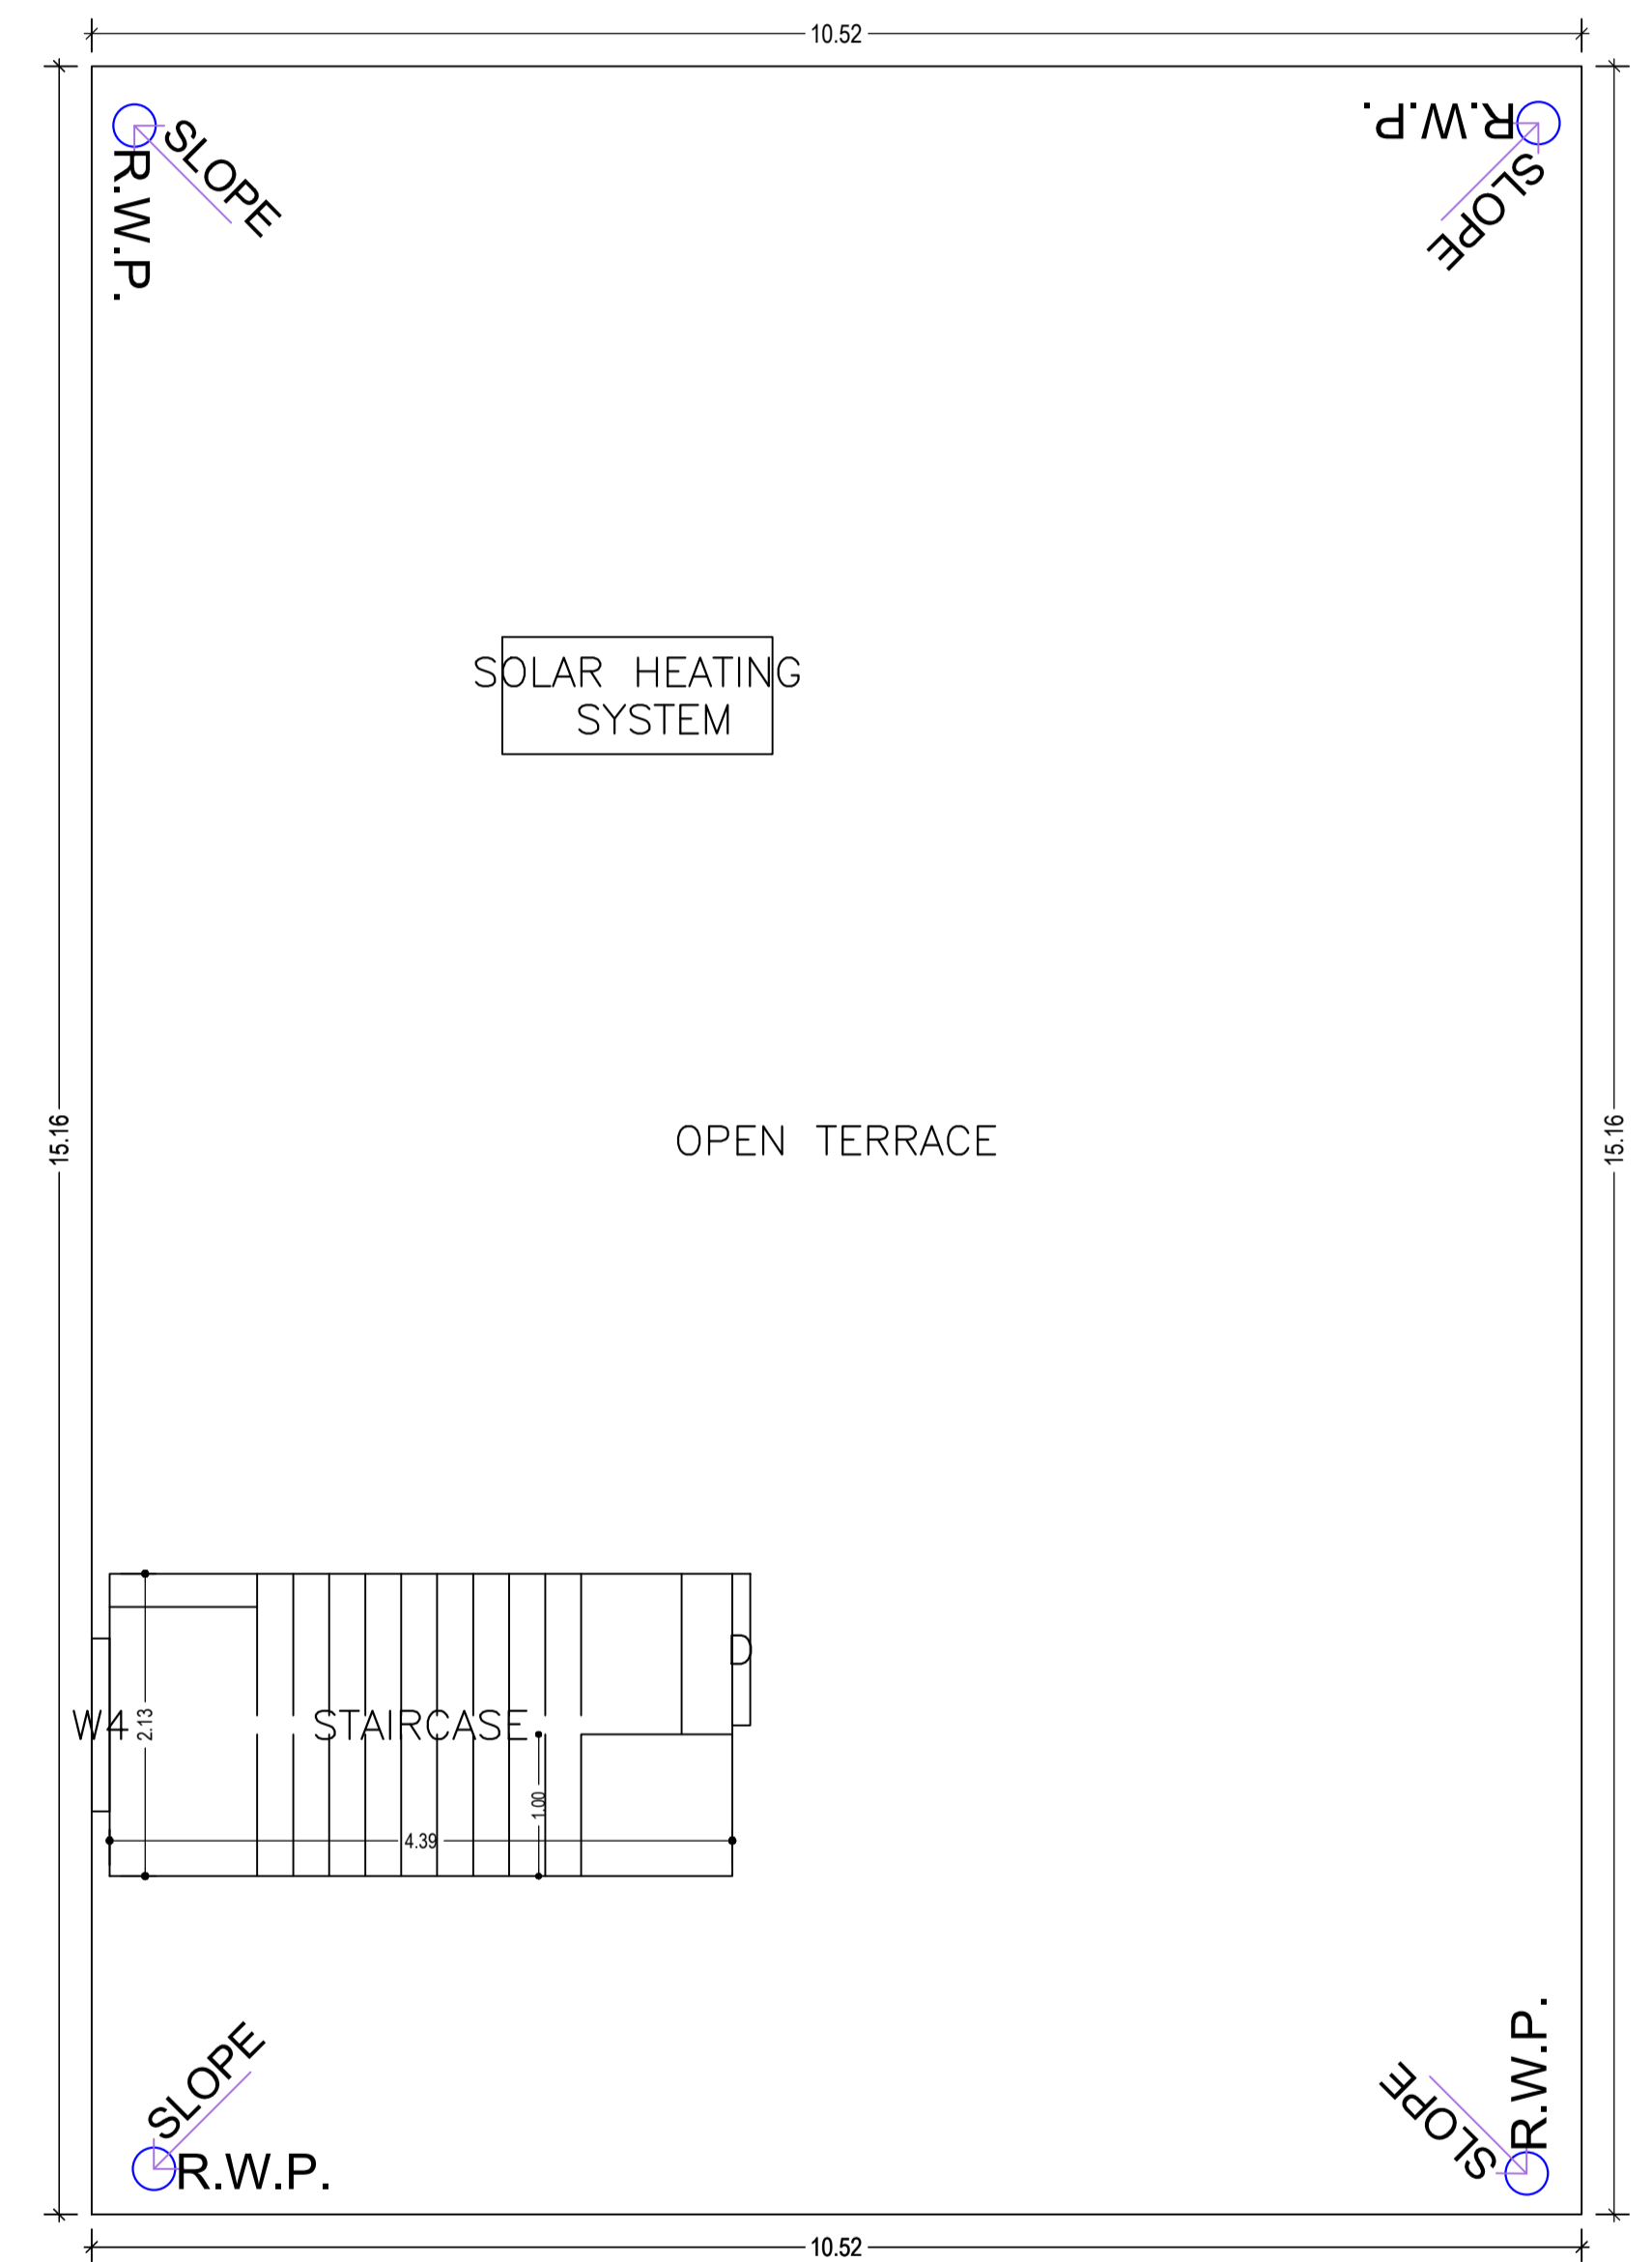 10.52
SLOPE
R.W.P.
R.W.P.
SLOPE
SOLAR HEATING
SYSTEM
15.16
OPEN TERRACE
15.16
D
W4
2.13
STAIRCASE.
1.00
4.39
SLOPE
R.W.P.
SLOPE
R.W.P.
10.52